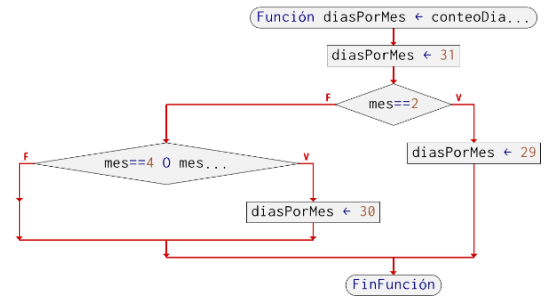 Función diasPorMes ← conteoDia...
diasPorMes ← 31
F
mes==2
V
F
mes==4 O mes...
V
diasPorMes ← 29
diasPorMes ← 30
FinFunción